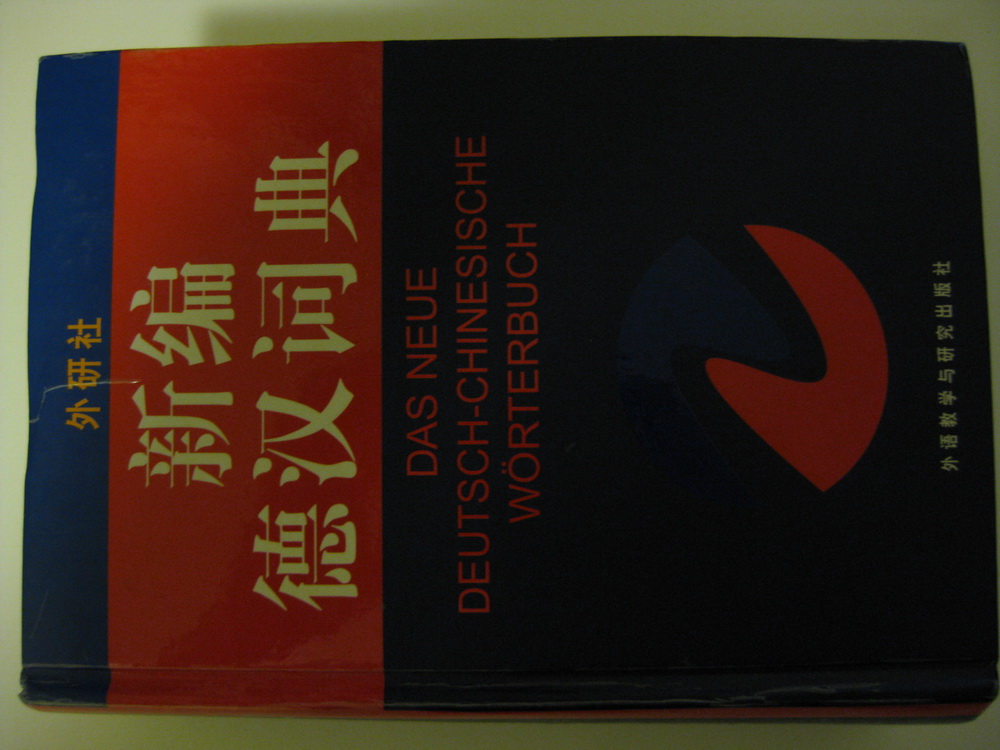 外研社
新编
德汉词典
DAS NEUE
DEUTSCH-CHINESISCHE
WÖRTERBUCH
外语教学与研究出版社